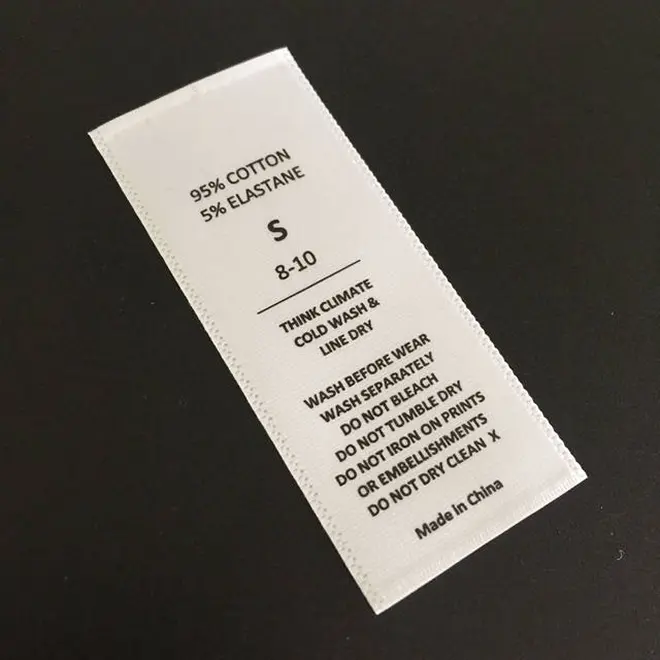 95% COTTON
5% ELASTANE
S
8-10
THINK CLIMATE
COLD WASH &
LINE DRY
WASH BEFORE WEAR
WASH SEPARATELY
DO NOT BLEACH
DO NOT TUMBLE DRY
DO NOT IRON ON PRINTS
OR EMBELLISHMENTS
DO NOT DRY CLEAN X
Made in China